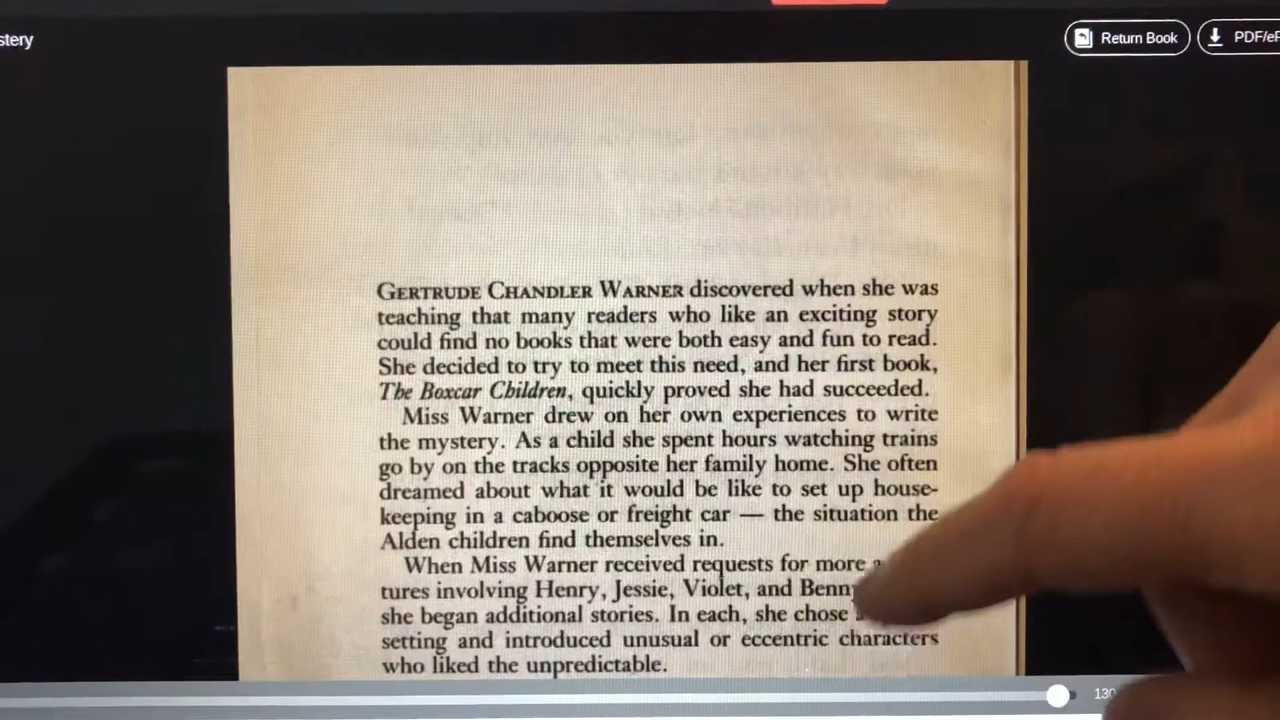 stery
Return Book
PDF/eP
GERTRUDE CHANDLER WARNER discovered when she was
teaching that many readers who like an exciting story
could find no books that were both easy and fun to read.
She decided to try to meet this need, and her first book,
The Boxcar Children, quickly proved she had succeeded.
Miss Warner drew on her own experiences to write
the mystery. As a child she spent hours watching trains
go by on the tracks opposite her family home. She often
dreamed about what it would be like to set up house-
keeping in a caboose or freight car — the situation the
Alden children find themselves in.
When Miss Warner received requests for more
tures involving Henry, Jessie, Violet, and Benny
she began additional stories. In each, she chose
setting and introduced unusual or eccentric characters
who liked the unpredictable.
130